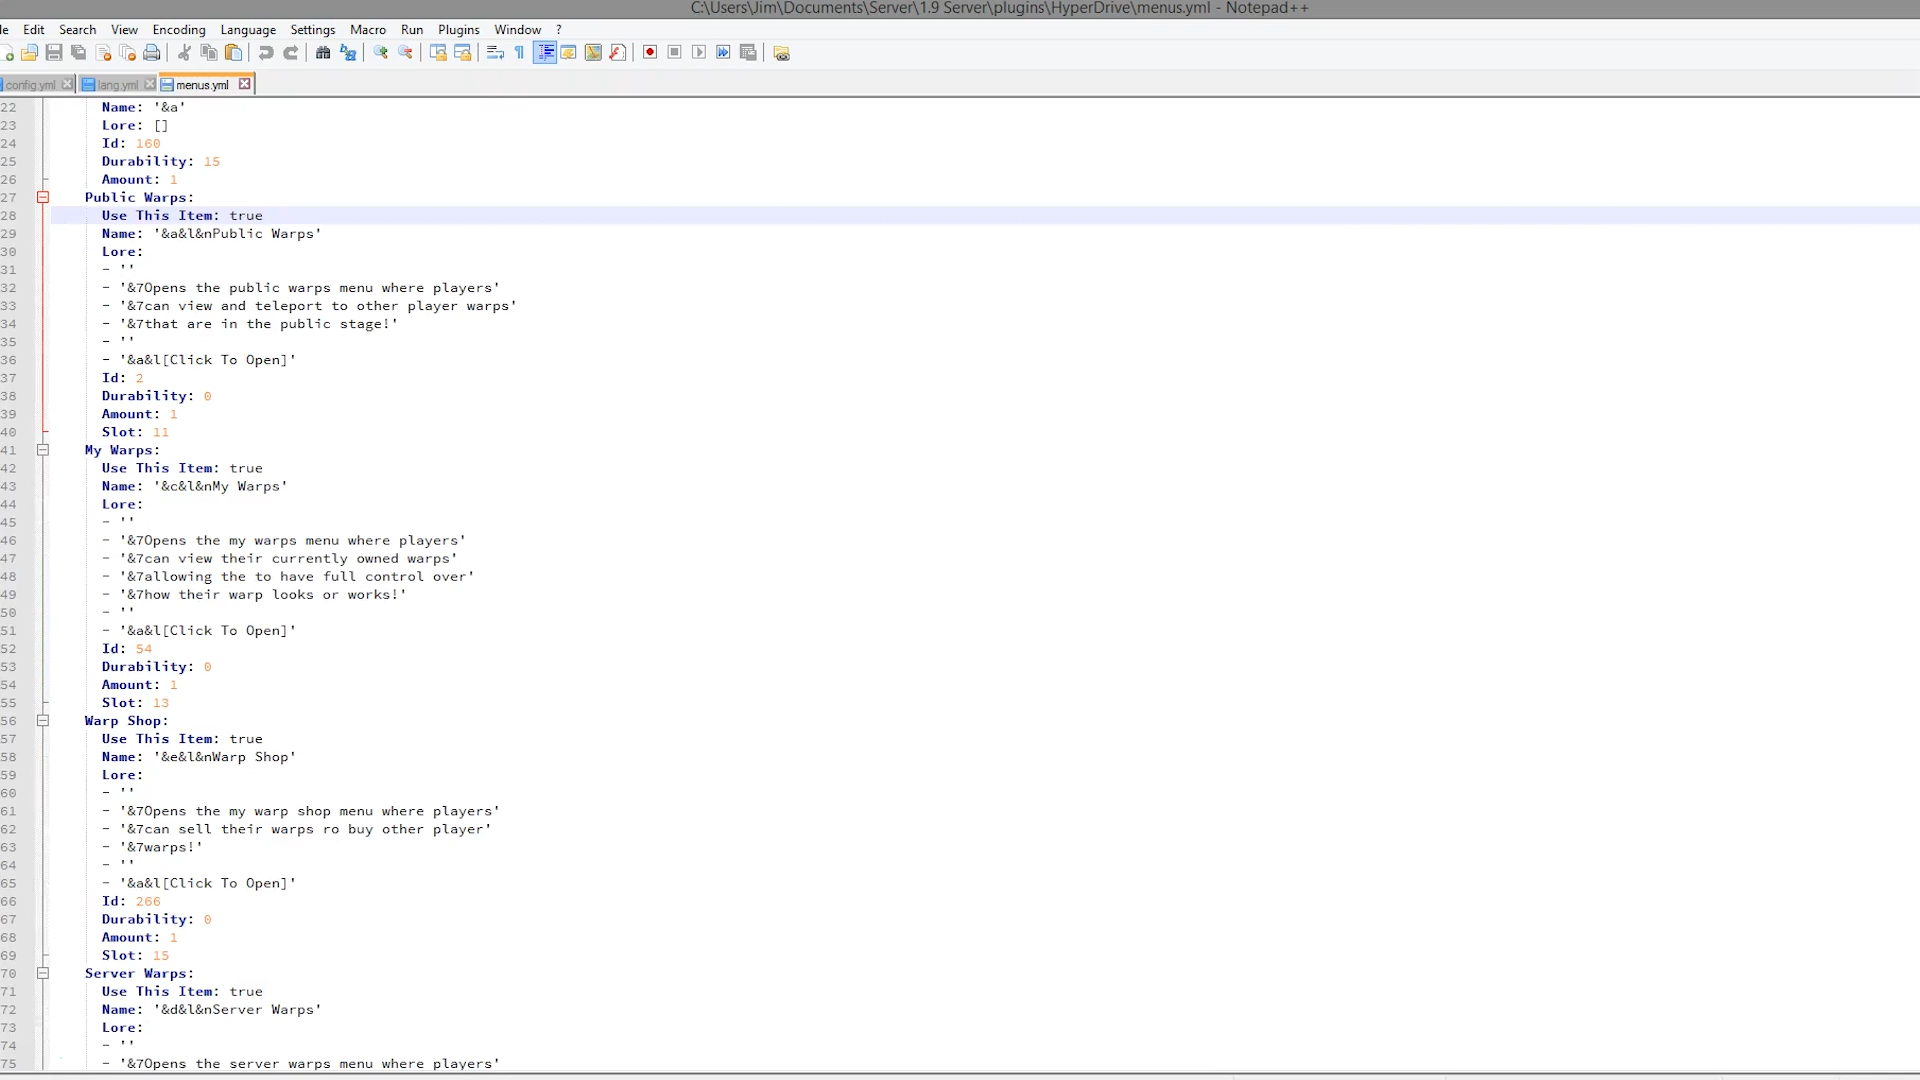 C:\Users\Jim\Documents\Server\1.9 Server\plugins\HyperDrive\menus.yml - Notepad++
le Edit Search View Encoding Language Settings Macro Run Plugins Window ?
config.yml lang.yml menus.yml
22 Name: '&a'
23 Lore: []
24 Id: 160
25 Durability: 15
26 Amount: 1
27 Public Warps:
28 Use This Item: true
29 Name: '&a&l&nPublic Warps'
30 Lore:
31 - ''
32 - '&7Opens the public warps menu where players'
33 - '&7can view and teleport to other player warps'
34 - '&7that are in the public stage!'
35 - ''
36 - '&a&l[Click To Open]'
37 Id: 2
38 Durability: 0
39 Amount: 1
40 Slot: 11
41 My Warps:
42 Use This Item: true
43 Name: '&c&l&nMy Warps'
44 Lore:
45 - ''
46 - '&7Opens the my warps menu where players'
47 - '&7can view their currently owned warps'
48 - '&7allowing the to have full control over'
49 - '&7how their warp looks or works!'
50 - ''
51 - '&a&l[Click To Open]'
52 Id: 54
53 Durability: 0
54 Amount: 1
55 Slot: 13
56 Warp Shop:
57 Use This Item: true
58 Name: '&e&l&nWarp Shop'
59 Lore:
60 - ''
61 - '&7Opens the my warp shop menu where players'
62 - '&7can sell their warps ro buy other player'
63 - '&7warps!'
64 - ''
65 - '&a&l[Click To Open]'
66 Id: 266
67 Durability: 0
68 Amount: 1
69 Slot: 15
70 Server Warps:
71 Use This Item: true
72 Name: '&d&l&nServer Warps'
73 Lore:
74 - ''
75 - '&7Opens the server warps menu where players'